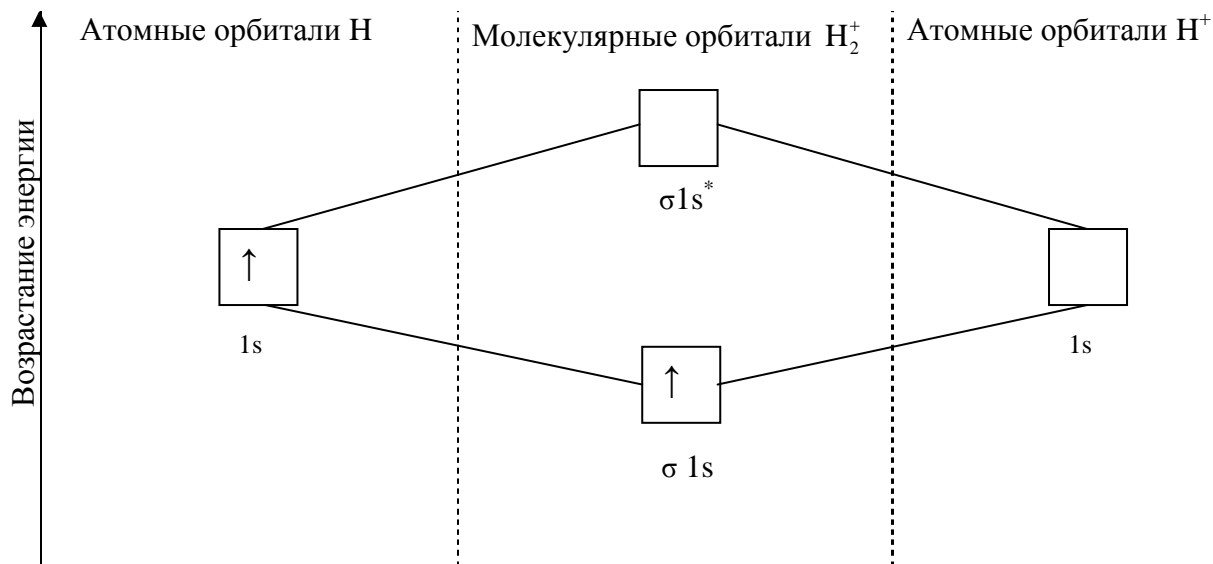 Атомные орбитали H
Молекулярные орбитали H₂⁺
Атомные орбитали H⁺
Возрастание энергии
σ1s*
↑
1s
1s
↑
σ 1s